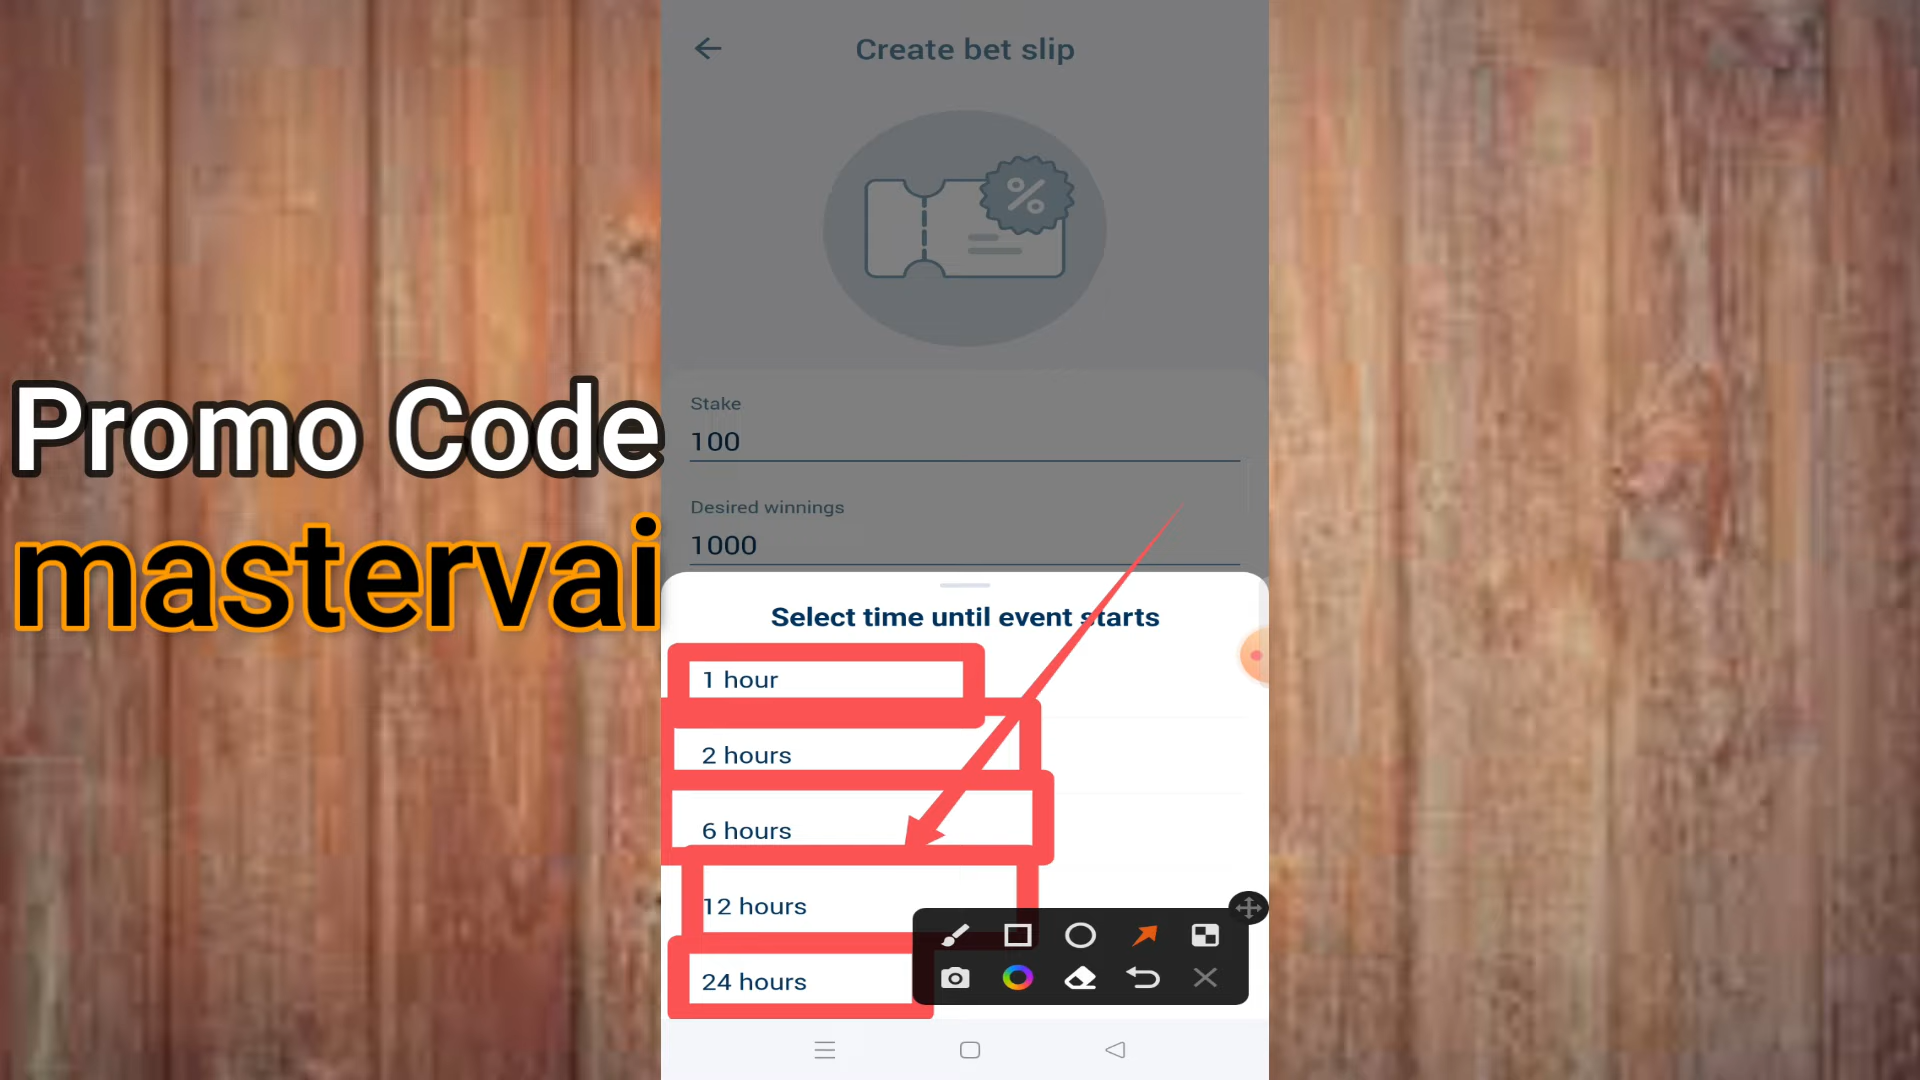 Create bet slip
%
Stake
100
Desired winnings
1000
Select time until event starts
1 hour
2 hours
6 hours
12 hours
24 hours
Promo Code
mastervai